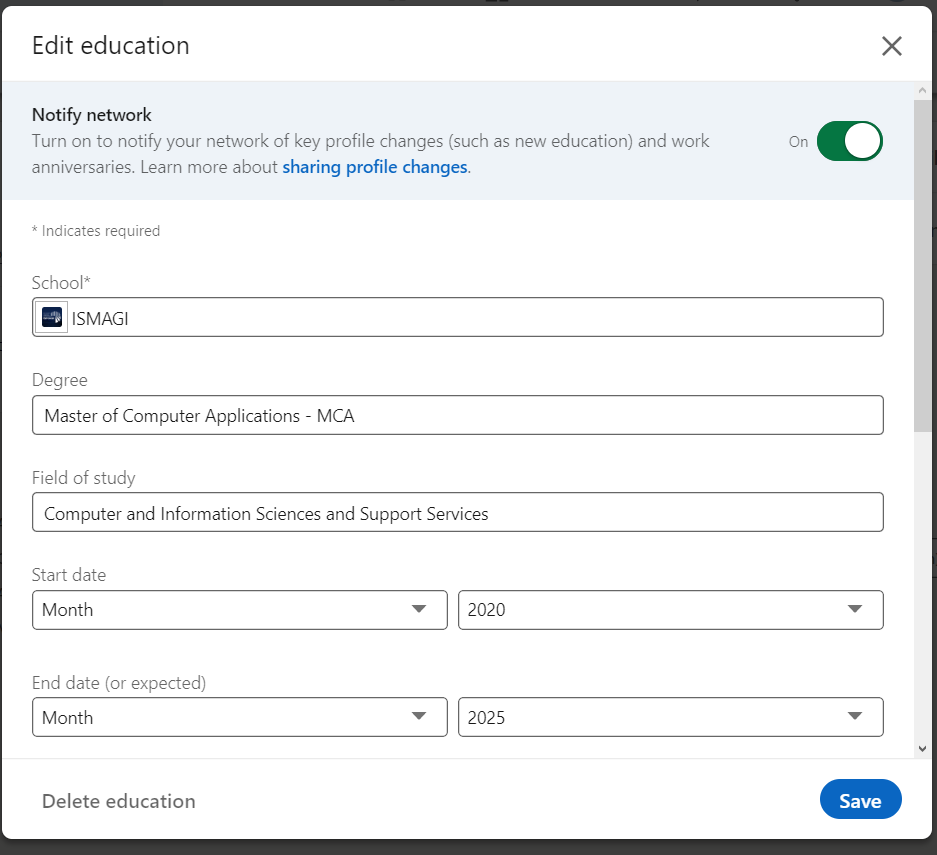 Edit education
Notify network
Turn on to notify your network of key profile changes (such as new education) and work
anniversaries. Learn more about sharing profile changes.
On
* Indicates required
School*
ISMAGI
Degree
Master of Computer Applications - MCA
Field of study
Computer and Information Sciences and Support Services
Start date
Month 2020
End date (or expected)
Month 2025
Delete education Save